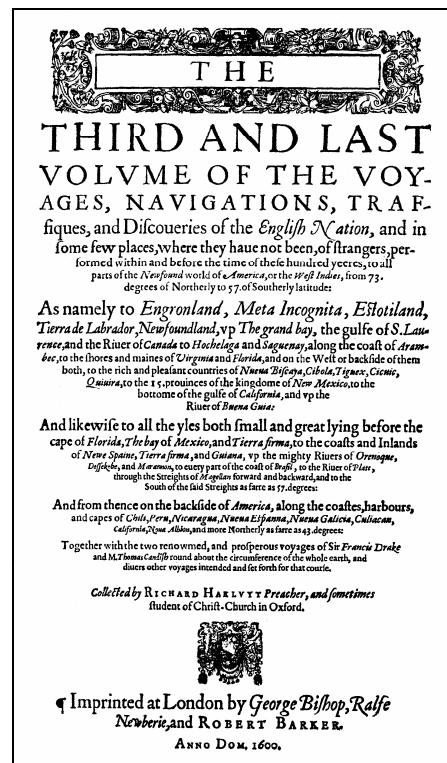 THE
THIRD AND LAST
VOLVME OF THE VOY-
AGES, NAVIGATIONS, TRAF-
fiques, and Diſcoueries of the Engliſh Nation, and in
ſome few places, where they haue not been, of ſtrangers, per-
formed within and before the time of theſe hundred yeeres, to all
parts of the Newfound world of America, or the Weſt Indies, from 73.
degrees of Northerly to 57. of Southerly latitude:
As namely to Engronland, Meta Incognita, Eſtotiland,
Tierra de Labrador, Newfoundland, vp The grand bay, the gulfe of S. Lau-
rence, and the Riuer of Canada to Hochelaga and Saguenay, along the coaſt of Aram-
bec, to the ſhores and maines of Virginia and Florida, and on the Weſt or backſide of them
both, to the rich and pleaſant countries of Nueua Biſcaya, Cibola, Tiguex, Cicuic,
Quiuira, to the 15. prouinces of the kingdome of New Mexico, to the
bottome of the gulfe of California, and vp the
Riuer of Buena Guia:
And likewiſe to all the yles both ſmall and great lying before the
cape of Florida, The bay of Mexico, and Tierra firma, to the coaſts and Inlands
of Newe Spaine, Tierra firma, and Guiana, vp the mighty Riuers of Orenoque,
Deſſekebe, and Marannon, to euery part of the coaſt of Braſil, to the Riuer of Plate,
through the Streights of Magellan forward and backward, and to the
South of the ſaid Streights as farre as 57. degrees:
And from thence on the backſide of America, along the coaſtes, harbours,
and capes of Chili, Peru, Nicaragua, Nueua Eſpanna, Nueua Galicia, Culiacan,
California, Noua Albion, and more Northerly as farre as 43. degrees:
Together with the two renowmed, and proſperous voyages of Sir Francis Drake
and M. Thomas Candiſh round about the circumference of the whole earth, and
diuers other voyages intended and ſet forth for that courſe.
Collected by RICHARD HAKLVYT Preacher, and ſometimes
ſtudent of Chriſt-Church in Oxford.
¶ Imprinted at London by George Biſhop, Ralfe
Newberie, and ROBERT BARKER.
ANNO DOM. 1600.